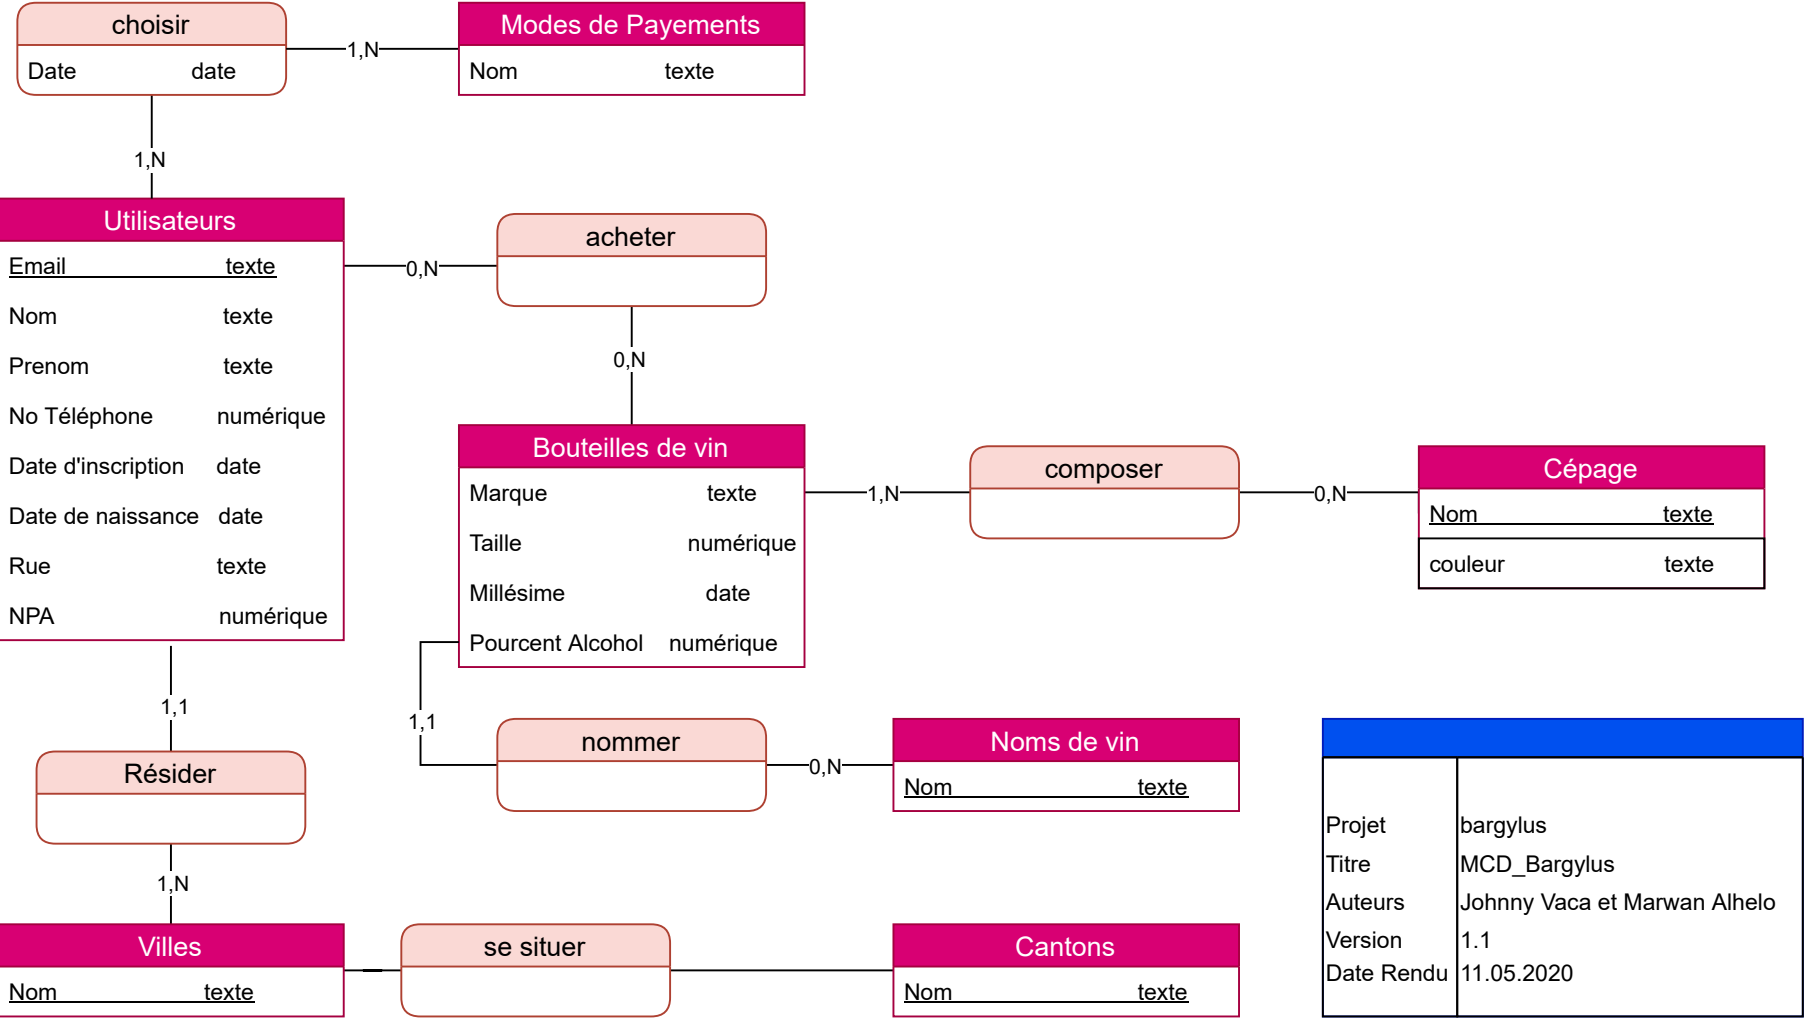 choisir
Date date
1,N
Modes de Payements
Nom texte
1,N
Utilisateurs
Email texte
Nom texte
Prenom texte
No Téléphone numérique
Date d'inscription date
Date de naissance date
Rue texte
NPA numérique
0,N
acheter
0,N
Bouteilles de vin
Marque texte
Taille numérique
Millésime date
Pourcent Alcohol numérique
1,N
composer
0,N
Cépage
Nom texte
couleur texte
1,1
nommer
0,N
Noms de vin
Nom texte
1,1
Résider
1,N
Villes
Nom texte
se situer
Cantons
Nom texte
Projet bargylus
Titre MCD_Bargylus
Auteurs Johnny Vaca et Marwan Alhelo
Version 1.1
Date Rendu 11.05.2020